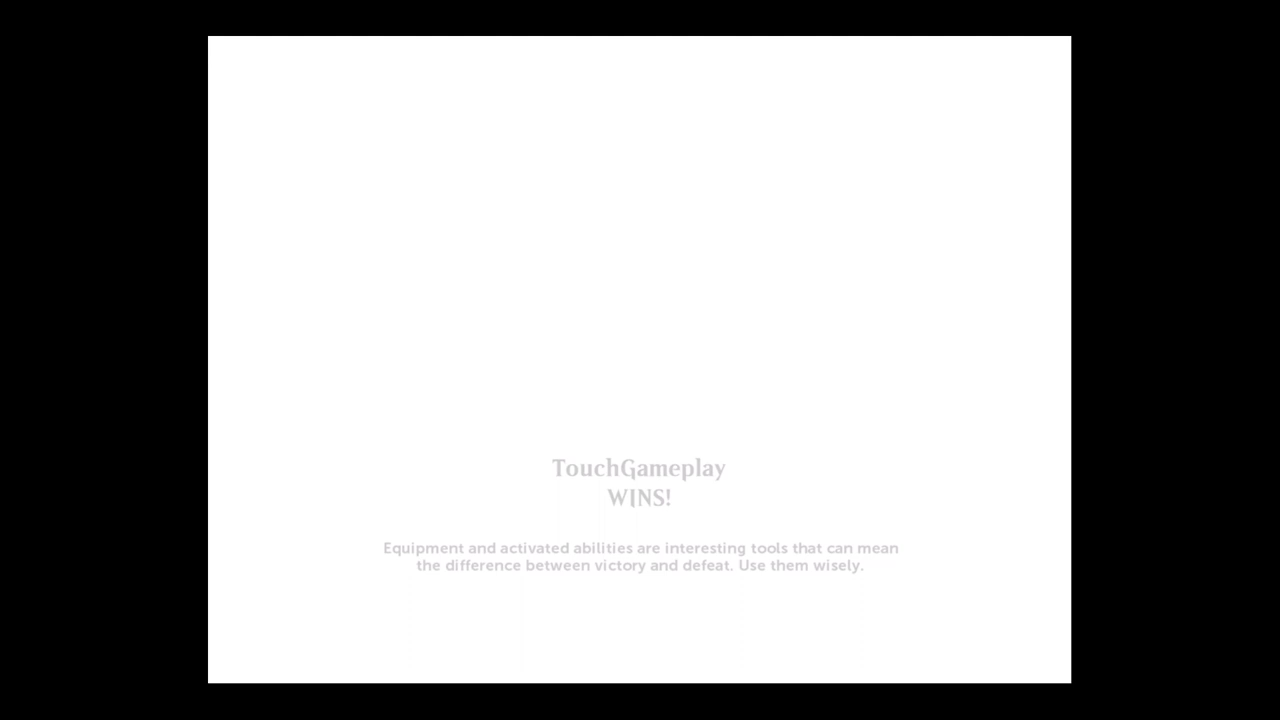 TouchGameplay
WINS!
Equipment and activated abilities are interesting tools that can mean
the difference between victory and defeat. Use them wisely.